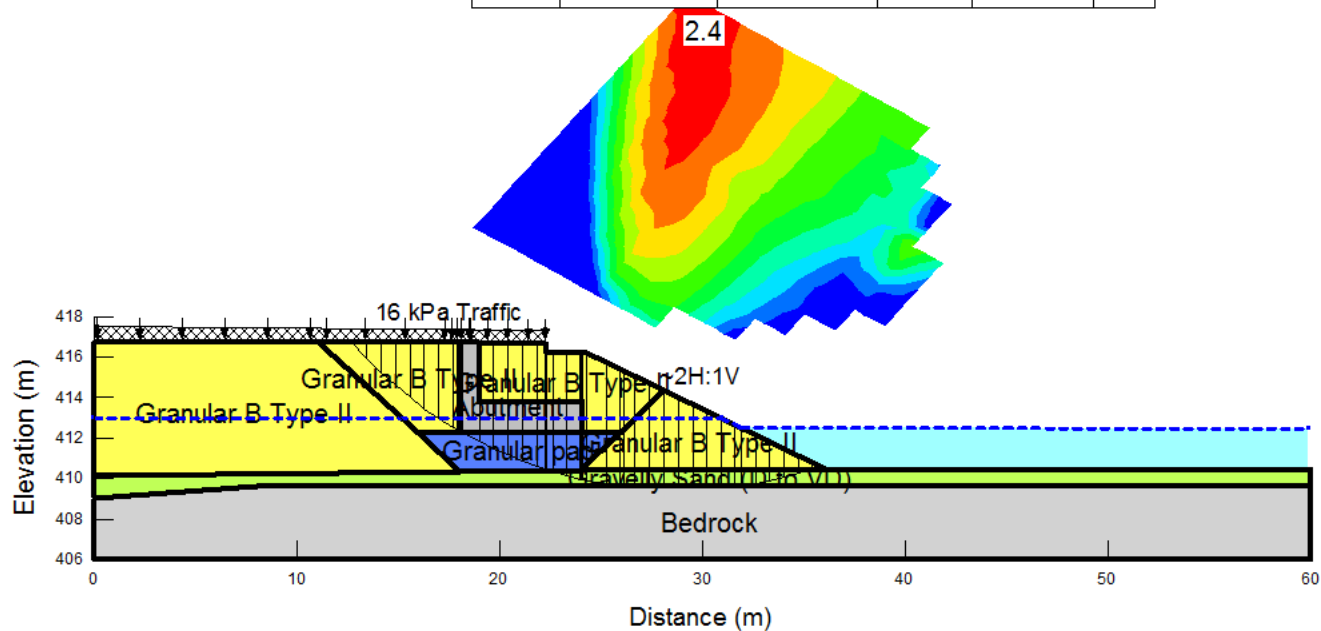 2.4
16 kPa Traffic
418
416
414
412
410
408
406
Elevation (m)
Granular B Type II
Granular B Type II
Granular B Type II
~2H:1V
Abutment
Granular pad
Granular B Type II
Gravelly Sand (D to VD)
Bedrock
0
10
20
30
40
50
60
Distance (m)